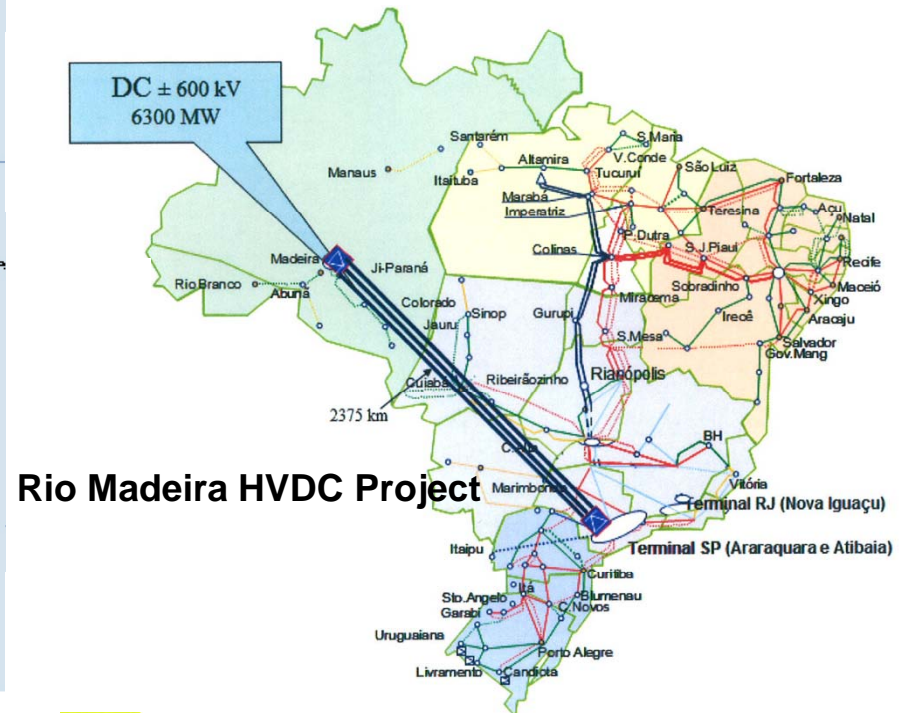 DC ± 600 kV
6300 MW
Santarém
S.Maria
Altamira
V.Conde
São Luiz
Manaus
Itaituba
Tucuruí
Fortaleza
Marabá
Imperatriz
Teresina
Açu
Natal
P.Dutra
Colinas
S.J.Piauí
Madeira
Ji-Paraná
Recife
Rio Branco
Abunã
Sobradinho
Maceió
Colorado
Miracema
Xingo
Jauru
Sinop
Gurupi
Irecê
Aracaju
S.Mesa
Salvador
Gov.Mang
Cuiabá
Ribeirãozinho
Rianópolis
2375 km
BH
Rio Madeira HVDC Project
Marimbondo
Vitória
Terminal RJ (Nova Iguaçu)
Itaipu
Terminal SP (Araraquara e Atibaia)
Curitiba
Itá
Sto.Angelo
Blumenau
Garabí
C.Novos
Uruguaiana
Porto Alegre
Livramento
Candiota